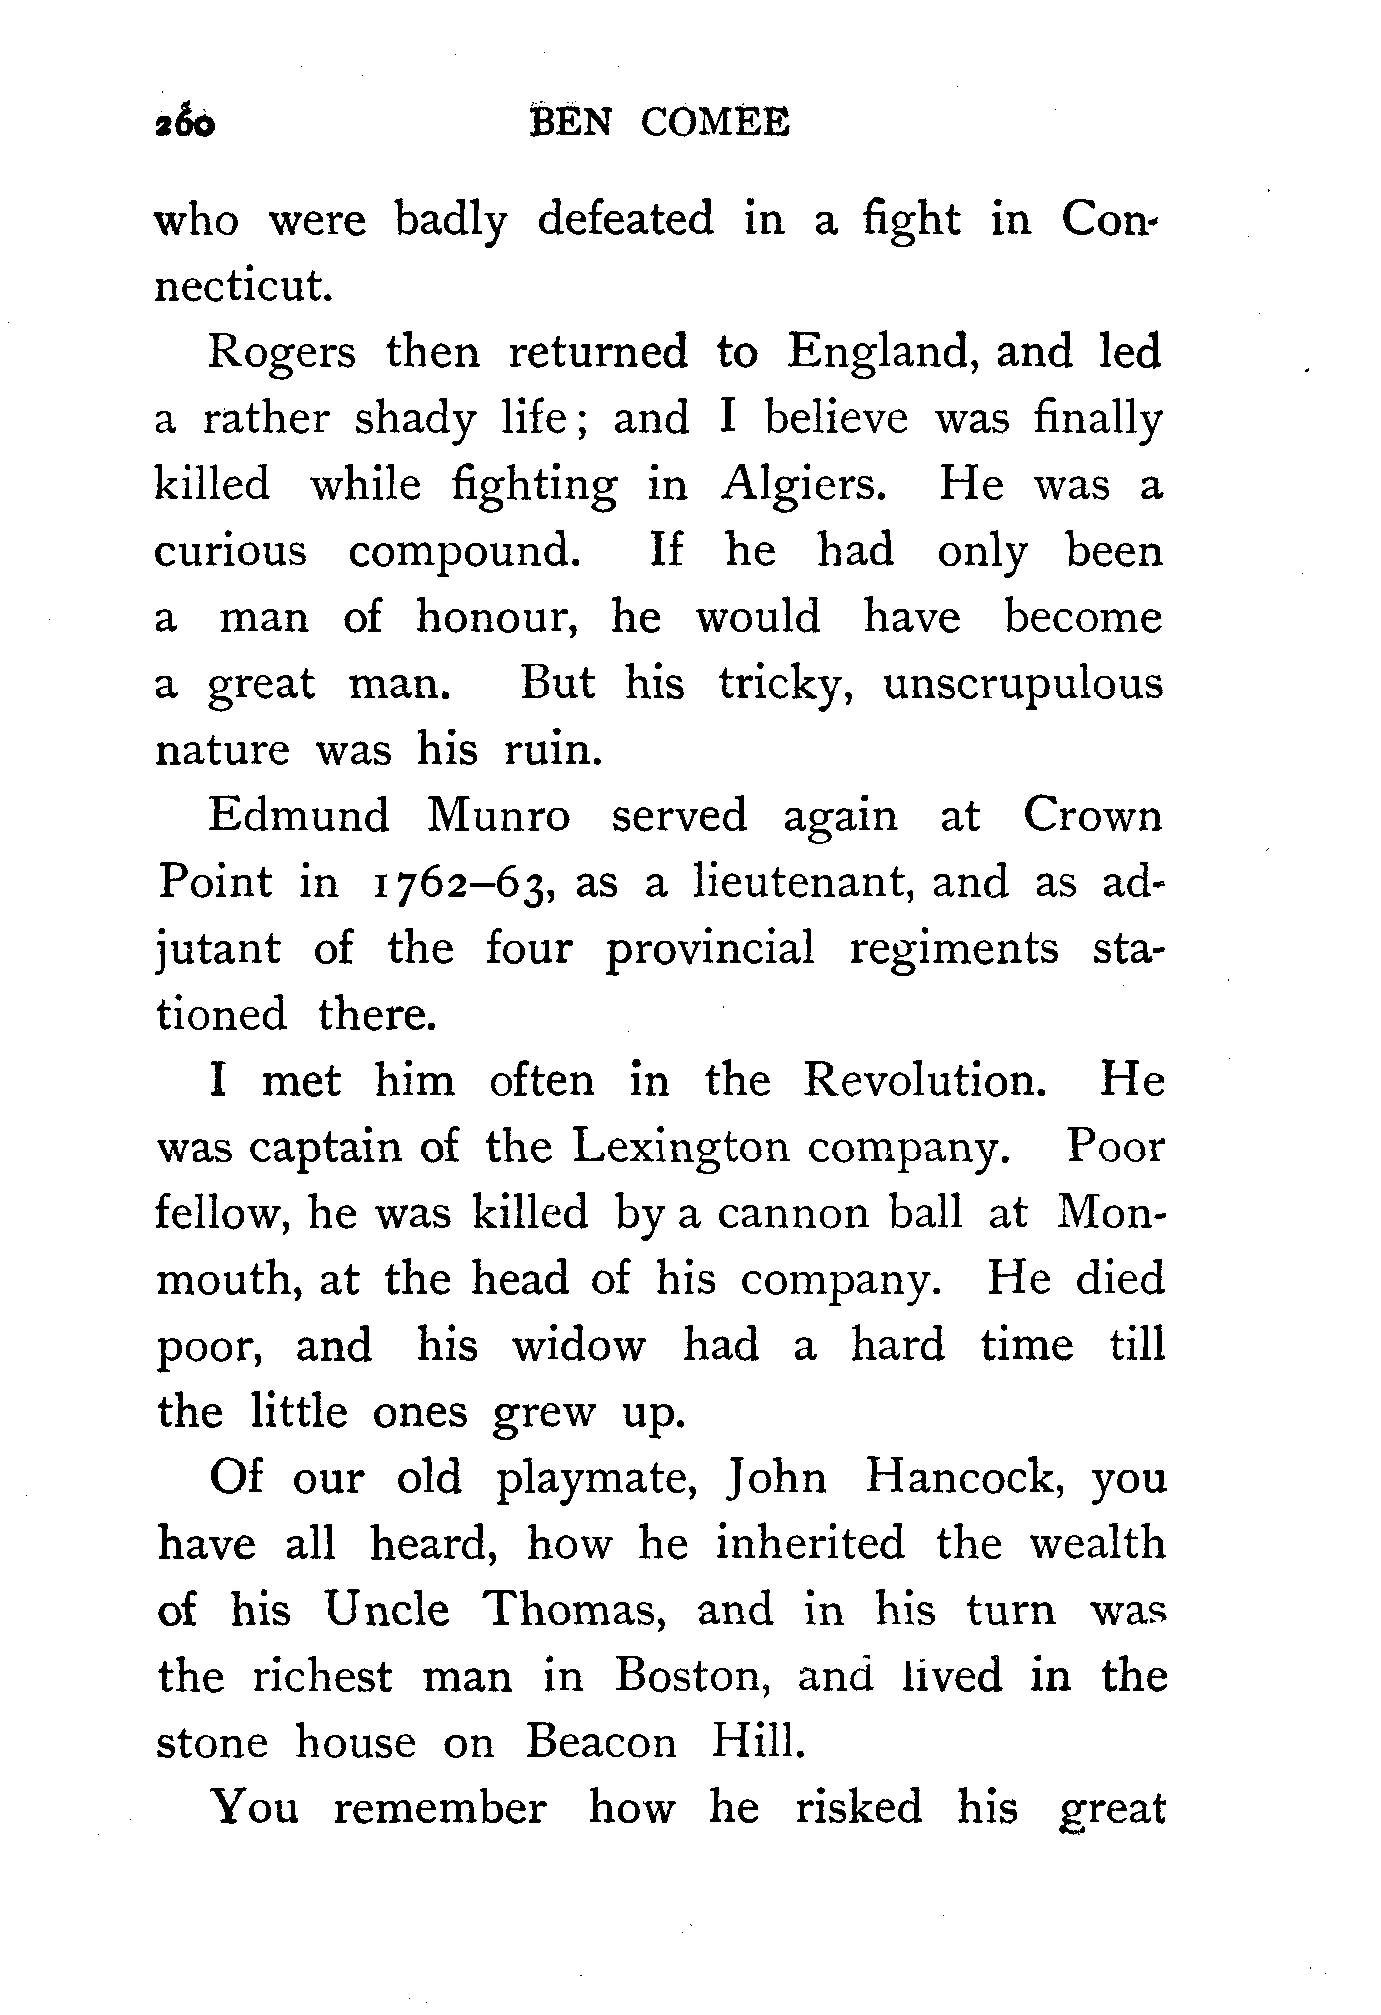 260 BEN COMEE
who were badly defeated in a fight in Con-
necticut.
Rogers then returned to England, and led
a rather shady life; and I believe was finally
killed while fighting in Algiers. He was a
curious compound. If he had only been
a man of honour, he would have become
a great man. But his tricky, unscrupulous
nature was his ruin.
Edmund Munro served again at Crown
Point in 1762–63, as a lieutenant, and as ad-
jutant of the four provincial regiments sta-
tioned there.
I met him often in the Revolution. He
was captain of the Lexington company. Poor
fellow, he was killed by a cannon ball at Mon-
mouth, at the head of his company. He died
poor, and his widow had a hard time till
the little ones grew up.
Of our old playmate, John Hancock, you
have all heard, how he inherited the wealth
of his Uncle Thomas, and in his turn was
the richest man in Boston, and lived in the
stone house on Beacon Hill.
You remember how he risked his great